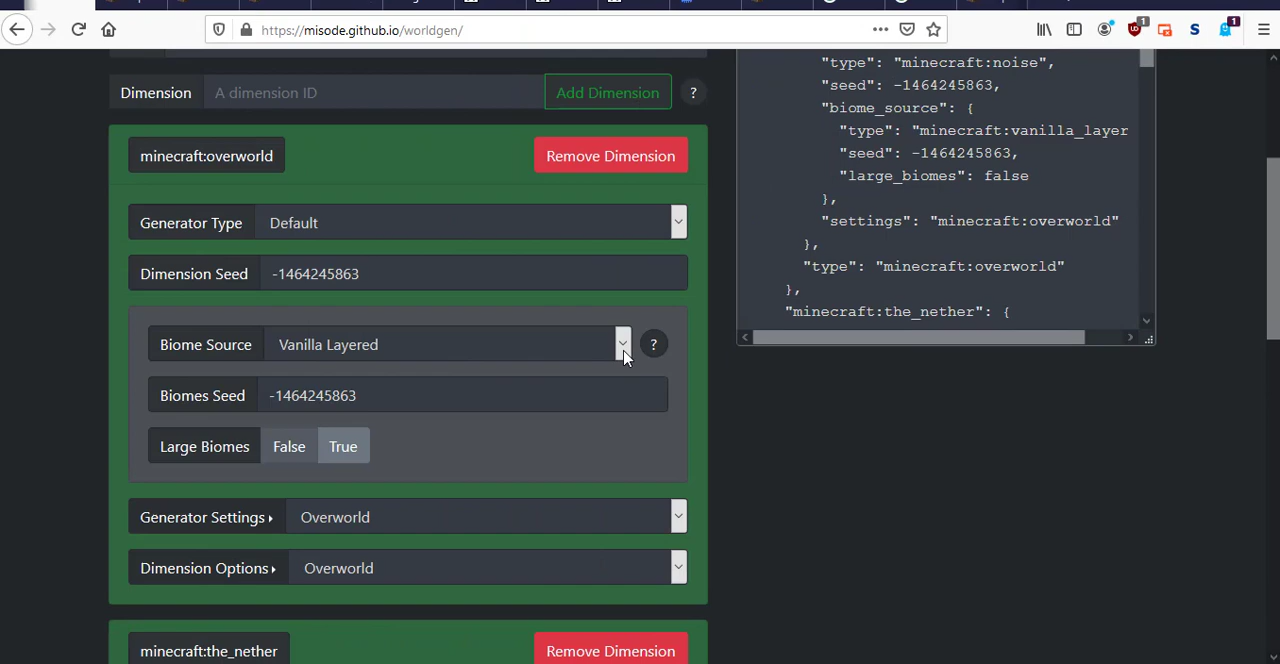 https://misode.github.io/worldgen/
1
S
1
Dimension A dimension ID Add Dimension ?
minecraft:overworld Remove Dimension
Generator Type Default
Dimension Seed -1464245863
Biome Source Vanilla Layered ?
Biomes Seed -1464245863
Large Biomes False True
Generator Settings Overworld
Dimension Options Overworld
minecraft:the_nether Remove Dimension
"type": "minecraft:noise",
"seed": -1464245863,
"biome_source": {
"type": "minecraft:vanilla_layer
"seed": -1464245863,
"large_biomes": false
},
"settings": "minecraft:overworld"
},
"type": "minecraft:overworld"
},
"minecraft:the_nether": {